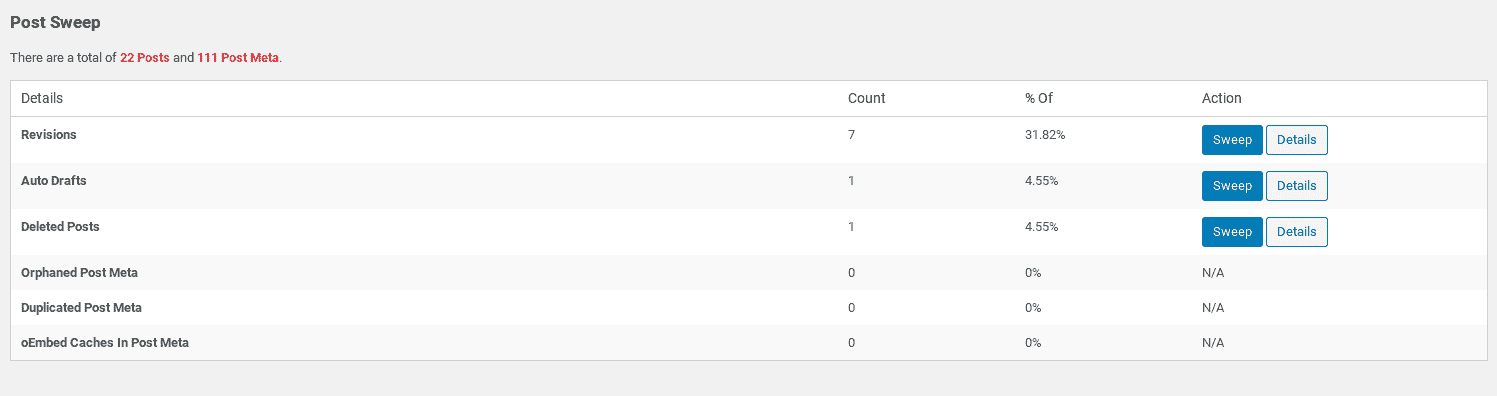 Post Sweep
There are a total of 22 Posts and 111 Post Meta.
Details Count % Of Action
Revisions 7 31.82% Sweep Details
Auto Drafts 1 4.55% Sweep Details
Deleted Posts 1 4.55% Sweep Details
Orphaned Post Meta 0 0% N/A
Duplicated Post Meta 0 0% N/A
oEmbed Caches In Post Meta 0 0% N/A